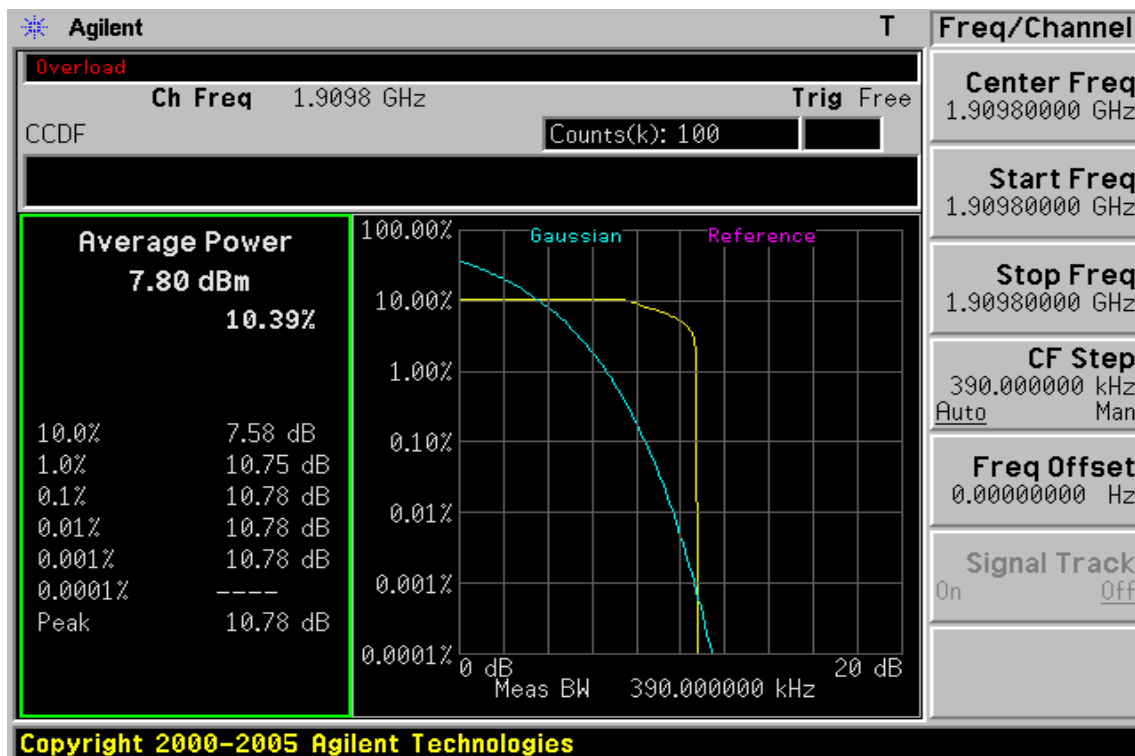 Agilent T Freq/Channel
Overload
Ch Freq 1.9098 GHz Trig Free
CCDF Counts(k): 100
Average Power
7.80 dBm
10.39%
10.0% 7.58 dB
1.0% 10.75 dB
0.1% 10.78 dB
0.01% 10.78 dB
0.001% 10.78 dB
0.0001% ----
Peak 10.78 dB
Gaussian Reference
100.00%
10.00%
1.00%
0.10%
0.01%
0.001%
0.0001%
0 dB 20 dB
Meas BW 390.000000 kHz
Center Freq
1.90980000 GHz
Start Freq
1.90980000 GHz
Stop Freq
1.90980000 GHz
CF Step
390.000000 kHz
Auto Man
Freq Offset
0.00000000 Hz
Signal Track
On Off
Copyright 2000-2005 Agilent Technologies